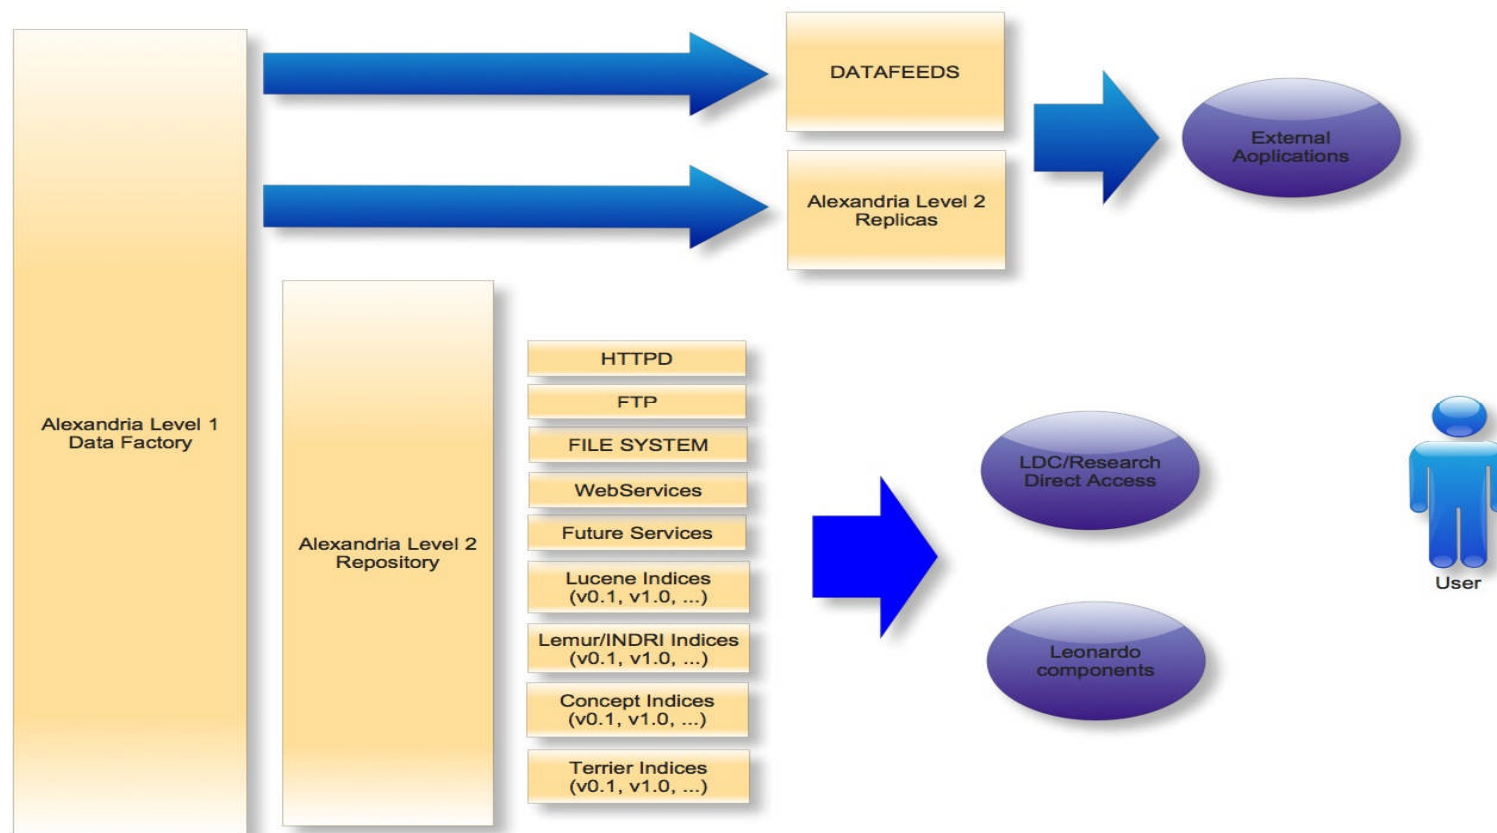 DATAFEEDS
External
Aoplications
Alexandria Level 2
Replicas
Alexandria Level 1
Data Factory
Alexandria Level 2
Repository
HTTPD
FTP
FILE SYSTEM
WebServices
Future Services
Lucene Indices
(v0.1, v1.0, ...)
Lemur/INDRI Indices
(v0.1, v1.0, ...)
Concept Indices
(v0.1, v1.0, ...)
Terrier Indices
(v0.1, v1.0, ...)
LDC/Research
Direct Access
Leonardo
components
User